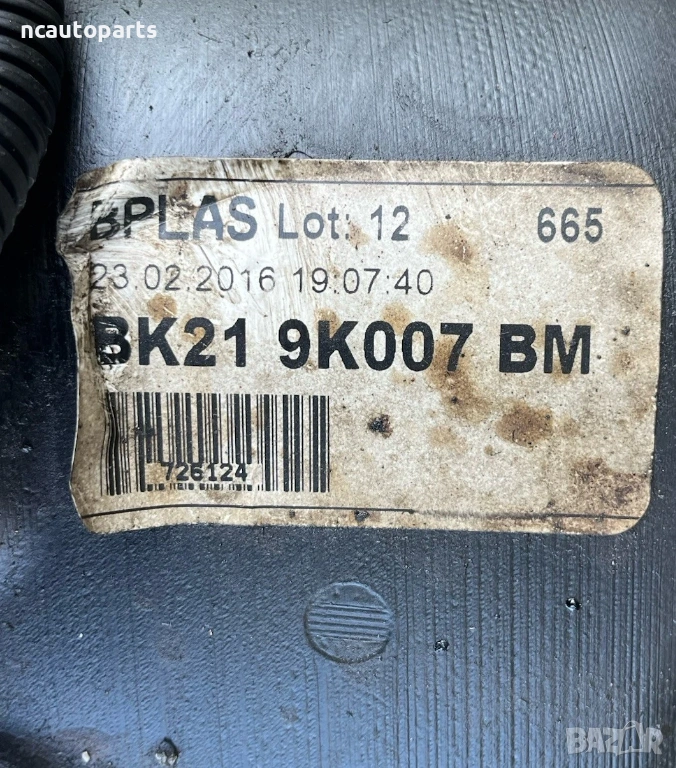 ncautoparts
BPLAS Lot: 12 665
23.02.2016 19:07:40
BK21 9K007 BM
726124
BAZAR